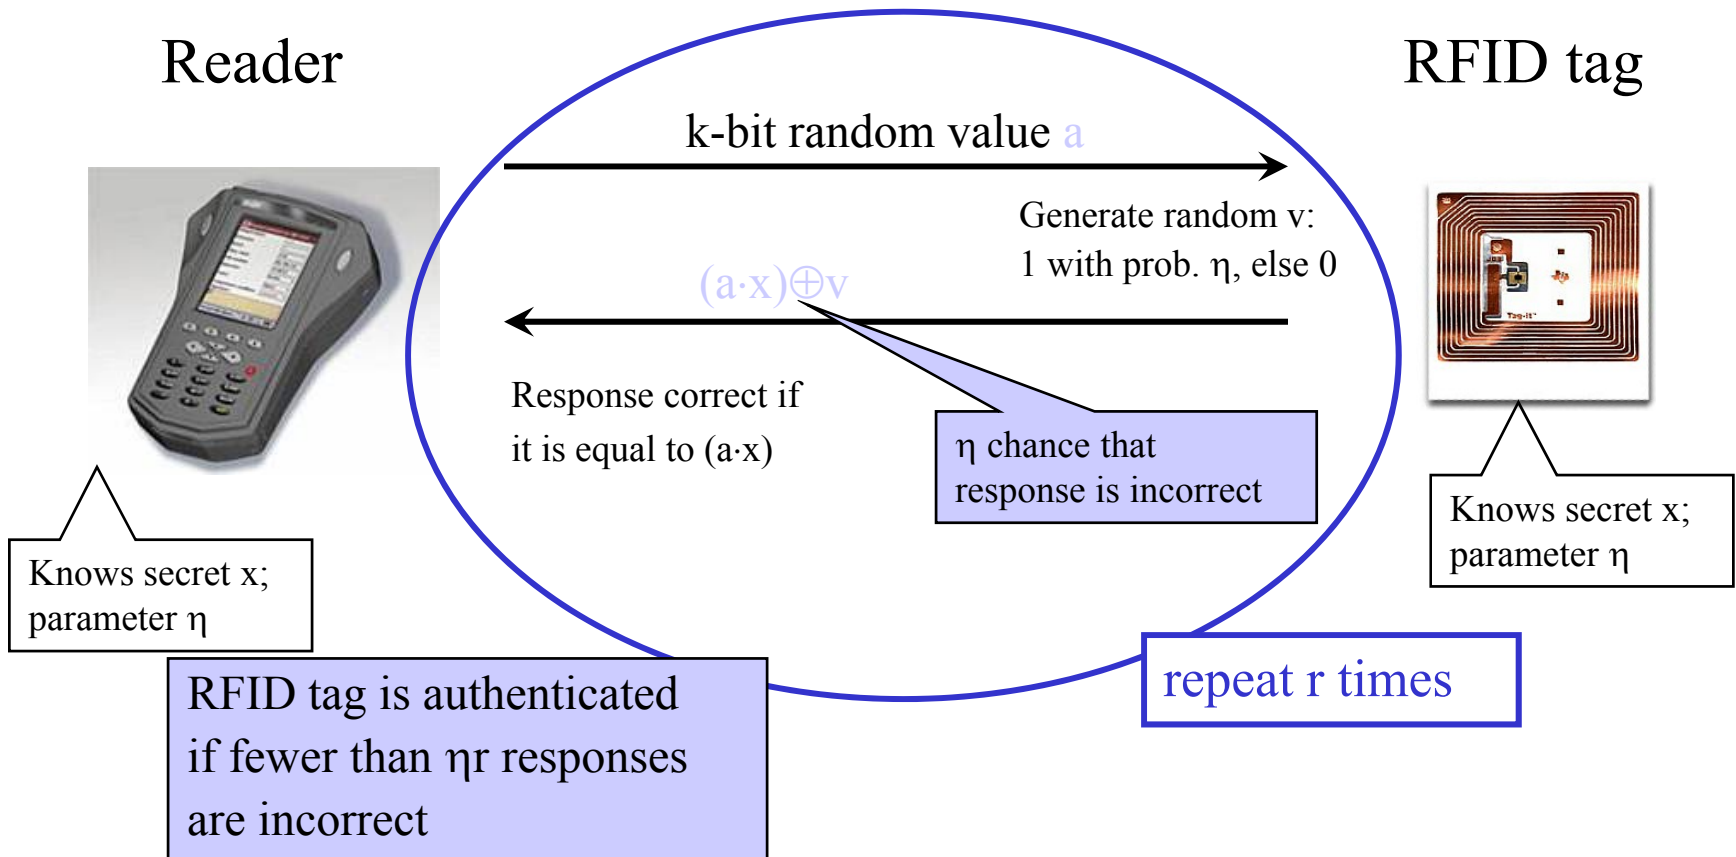 Reader
RFID tag
k-bit random value a
Generate random v:
1 with prob. η, else 0
(a·x)⊕v
Response correct if
it is equal to (a·x)
η chance that
response is incorrect
Knows secret x;
parameter η
Knows secret x;
parameter η
repeat r times
RFID tag is authenticated
if fewer than ηr responses
are incorrect
Tag-it™